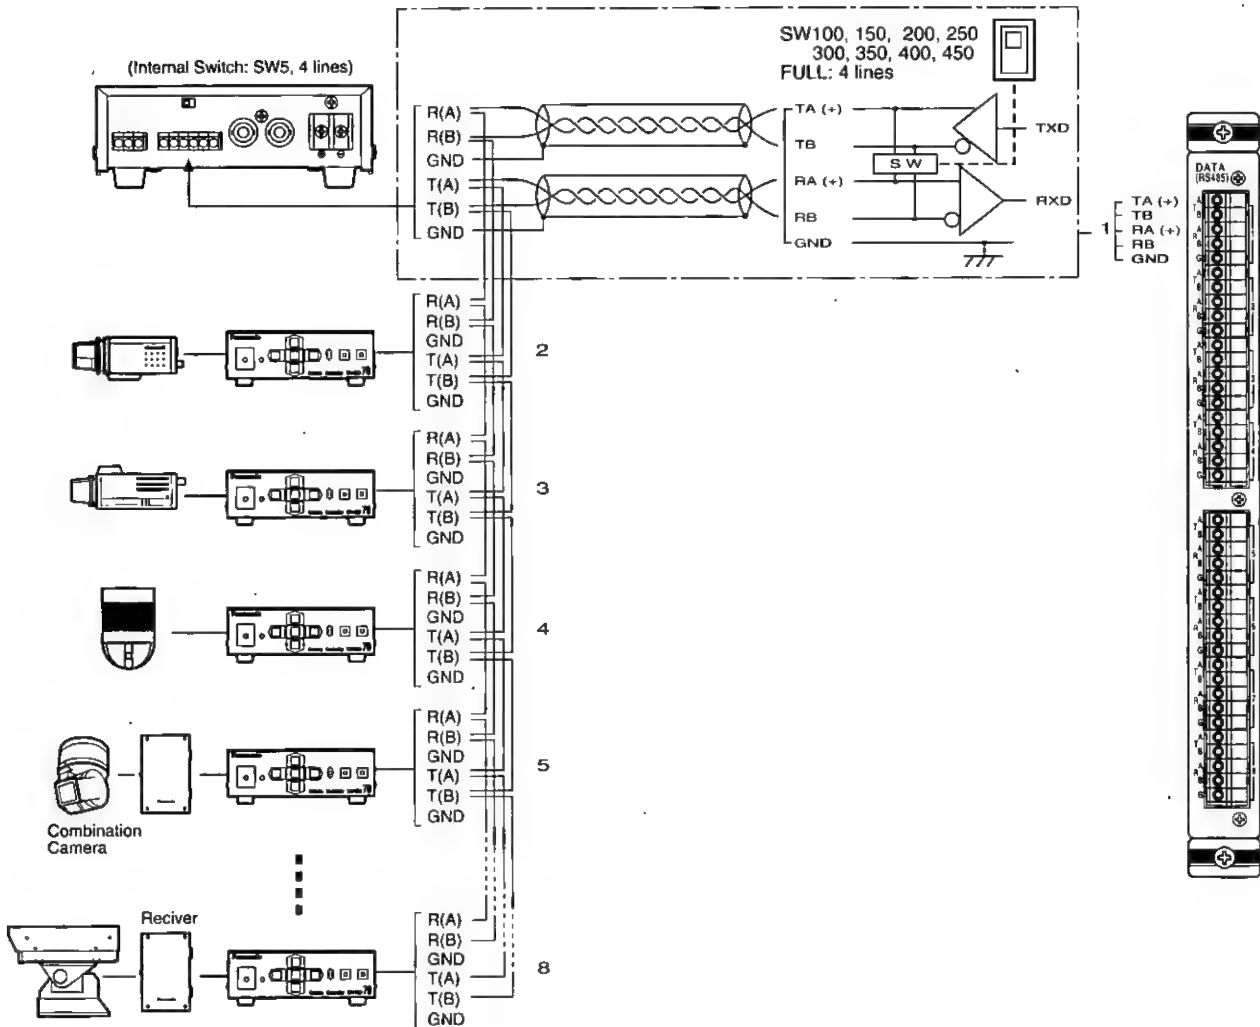 (Internal Switch: SW5, 4 lines)
SW100, 150, 200, 250
300, 350, 400, 450
FULL: 4 lines
R(A)
R(B)
GND
T(A)
T(B)
GND
TA (+)
TB
RA (+)
RB
GND
SW
TXD
RXD
1
TA (+)
TB
RA (+)
RB
GND
DATA
(RS485)
R(A)
R(B)
GND
T(A)
T(B)
GND
2
R(A)
R(B)
GND
T(A)
T(B)
GND
3
R(A)
R(B)
GND
T(A)
T(B)
GND
4
R(A)
R(B)
GND
T(A)
T(B)
GND
5
Combination
Camera
Reciver
R(A)
R(B)
GND
T(A)
T(B)
GND
8